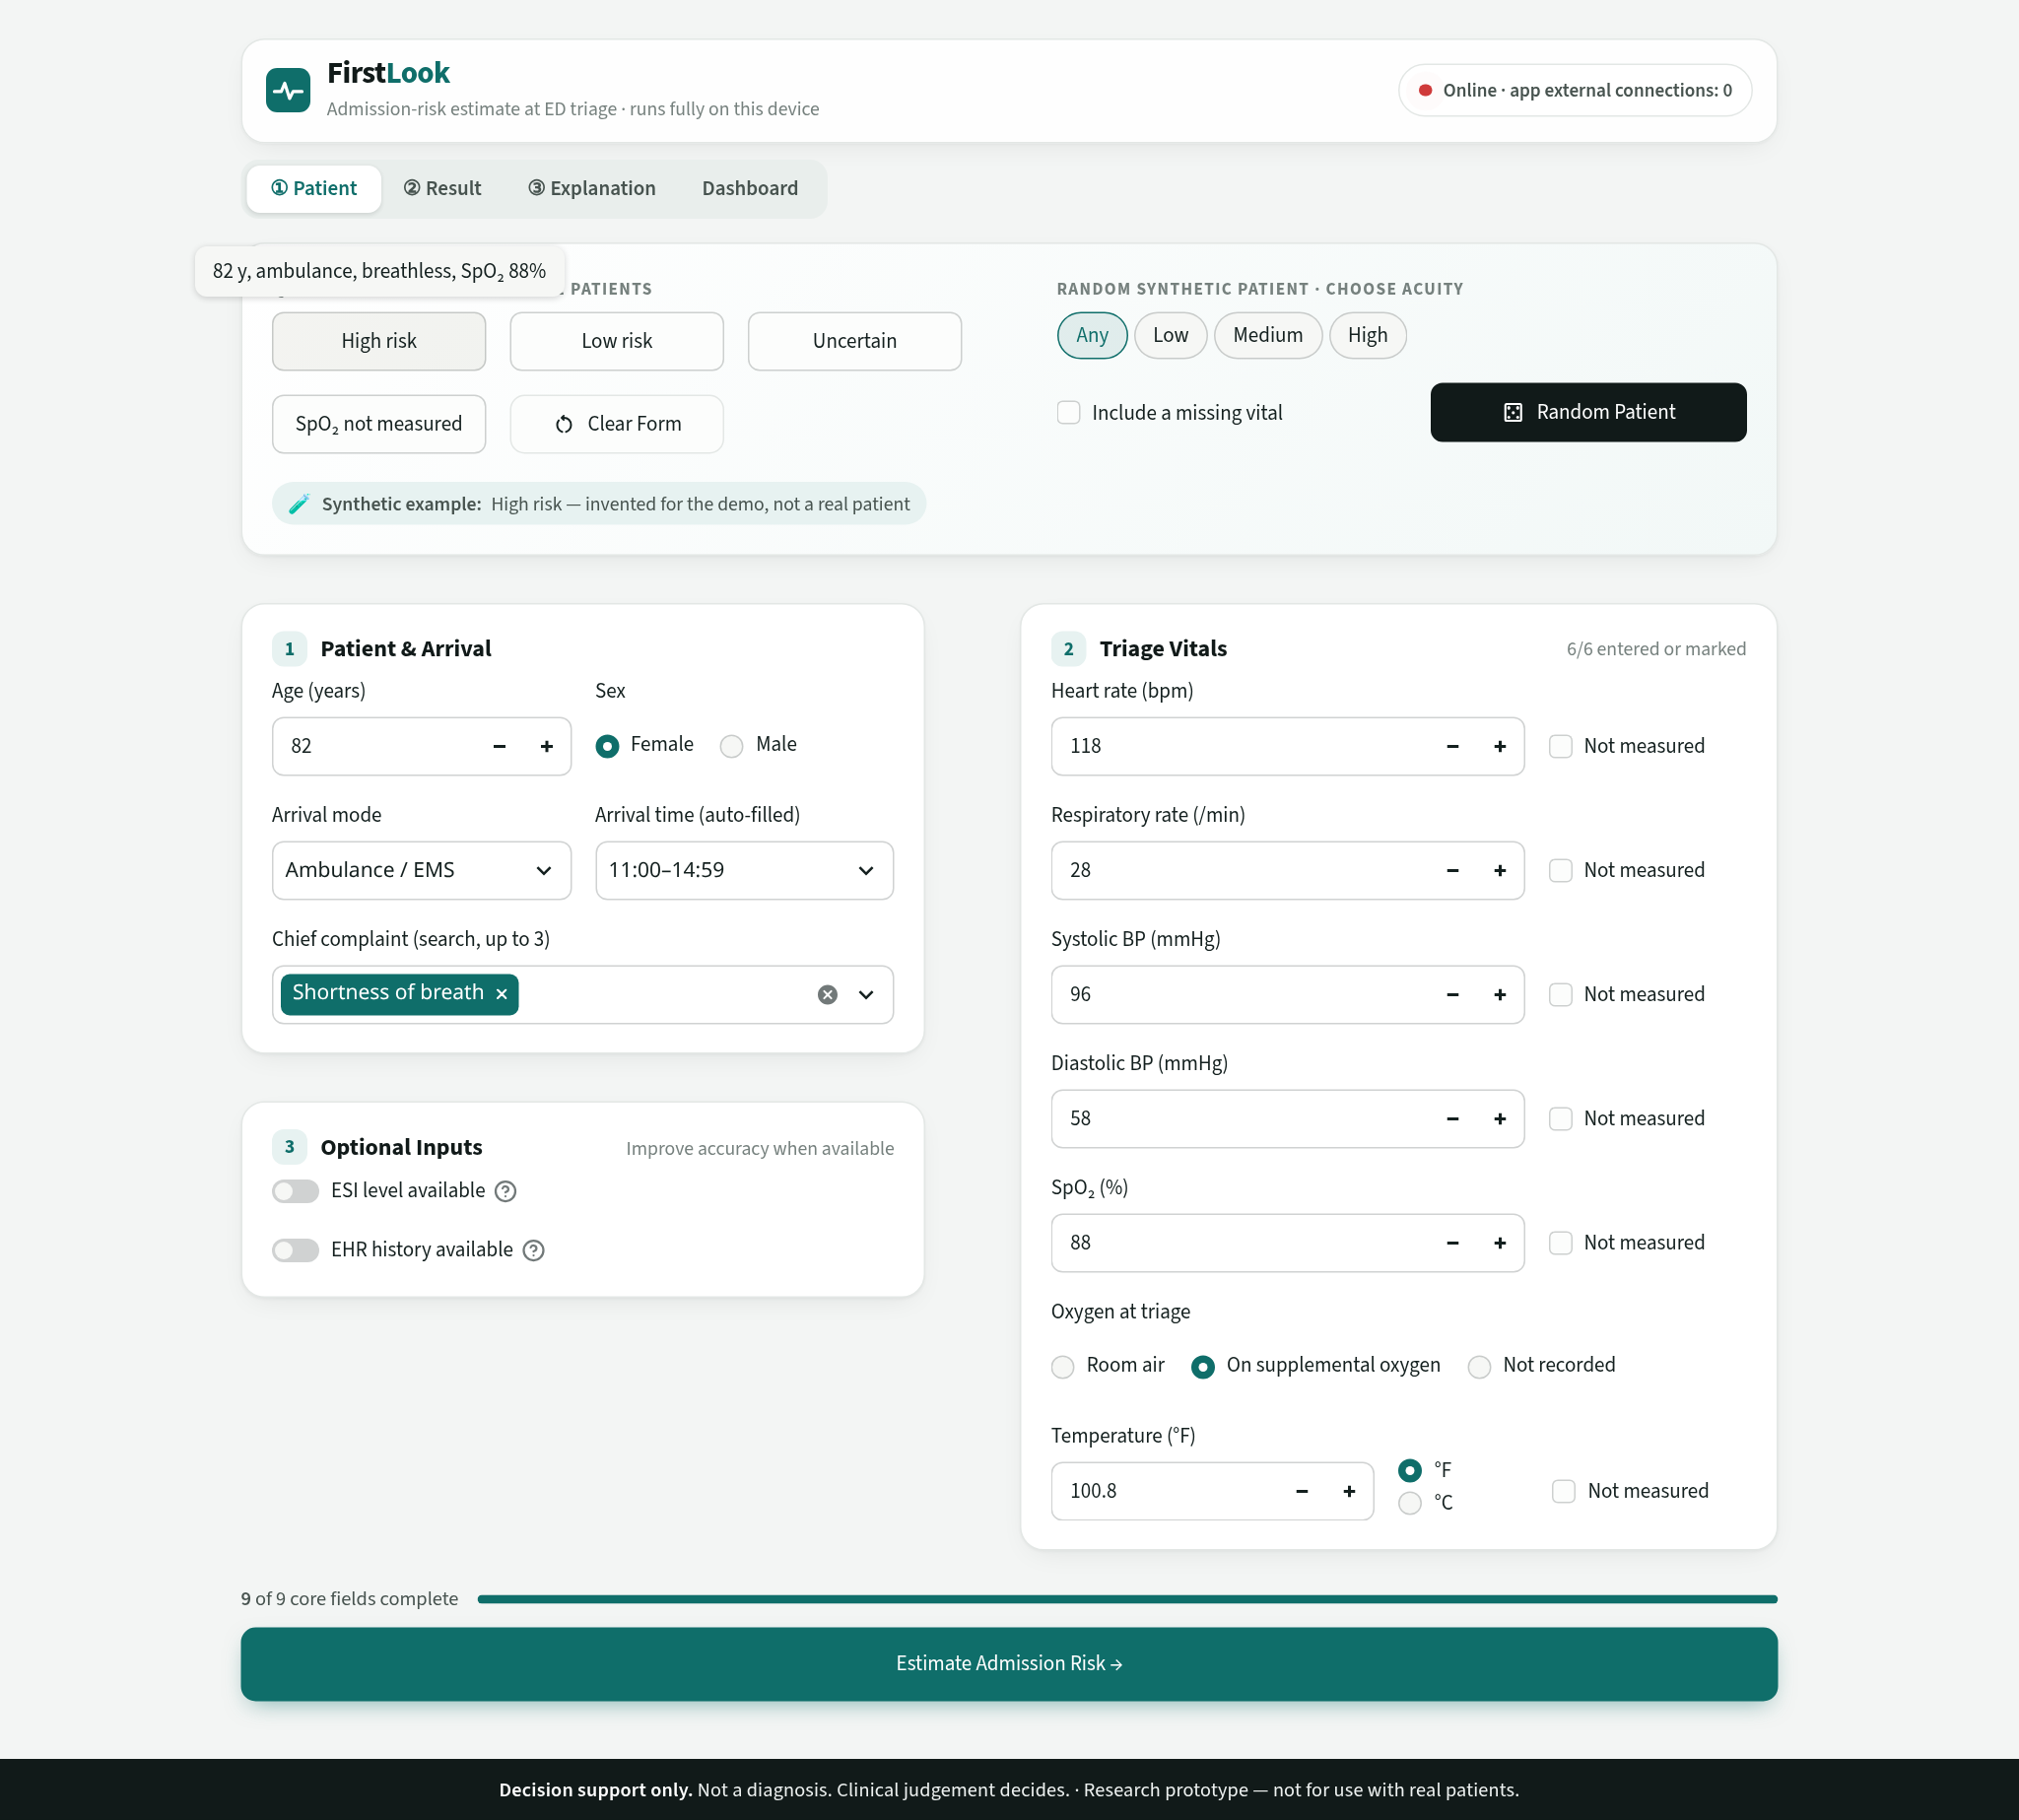 FirstLook
Admission-risk estimate at ED triage · runs fully on this device
Online · app external connections: 0
① Patient
② Result
③ Explanation
Dashboard
82 y, ambulance, breathless, SpO₂ 88%
PATIENTS
High risk
Low risk
Uncertain
SpO₂ not measured
Clear Form
RANDOM SYNTHETIC PATIENT · CHOOSE ACUITY
Any
Low
Medium
High
Include a missing vital
Random Patient
Synthetic example: High risk — invented for the demo, not a real patient
1 Patient & Arrival
Age (years)
82
Sex
Female
Male
Arrival mode
Ambulance / EMS
Arrival time (auto-filled)
11:00–14:59
Chief complaint (search, up to 3)
Shortness of breath
3 Optional Inputs
Improve accuracy when available
ESI level available
EHR history available
2 Triage Vitals
6/6 entered or marked
Heart rate (bpm)
118
Not measured
Respiratory rate (/min)
28
Not measured
Systolic BP (mmHg)
96
Not measured
Diastolic BP (mmHg)
58
Not measured
SpO₂ (%)
88
Not measured
Oxygen at triage
Room air
On supplemental oxygen
Not recorded
Temperature (°F)
100.8
°F
°C
Not measured
9 of 9 core fields complete
Estimate Admission Risk →
Decision support only. Not a diagnosis. Clinical judgement decides. · Research prototype — not for use with real patients.